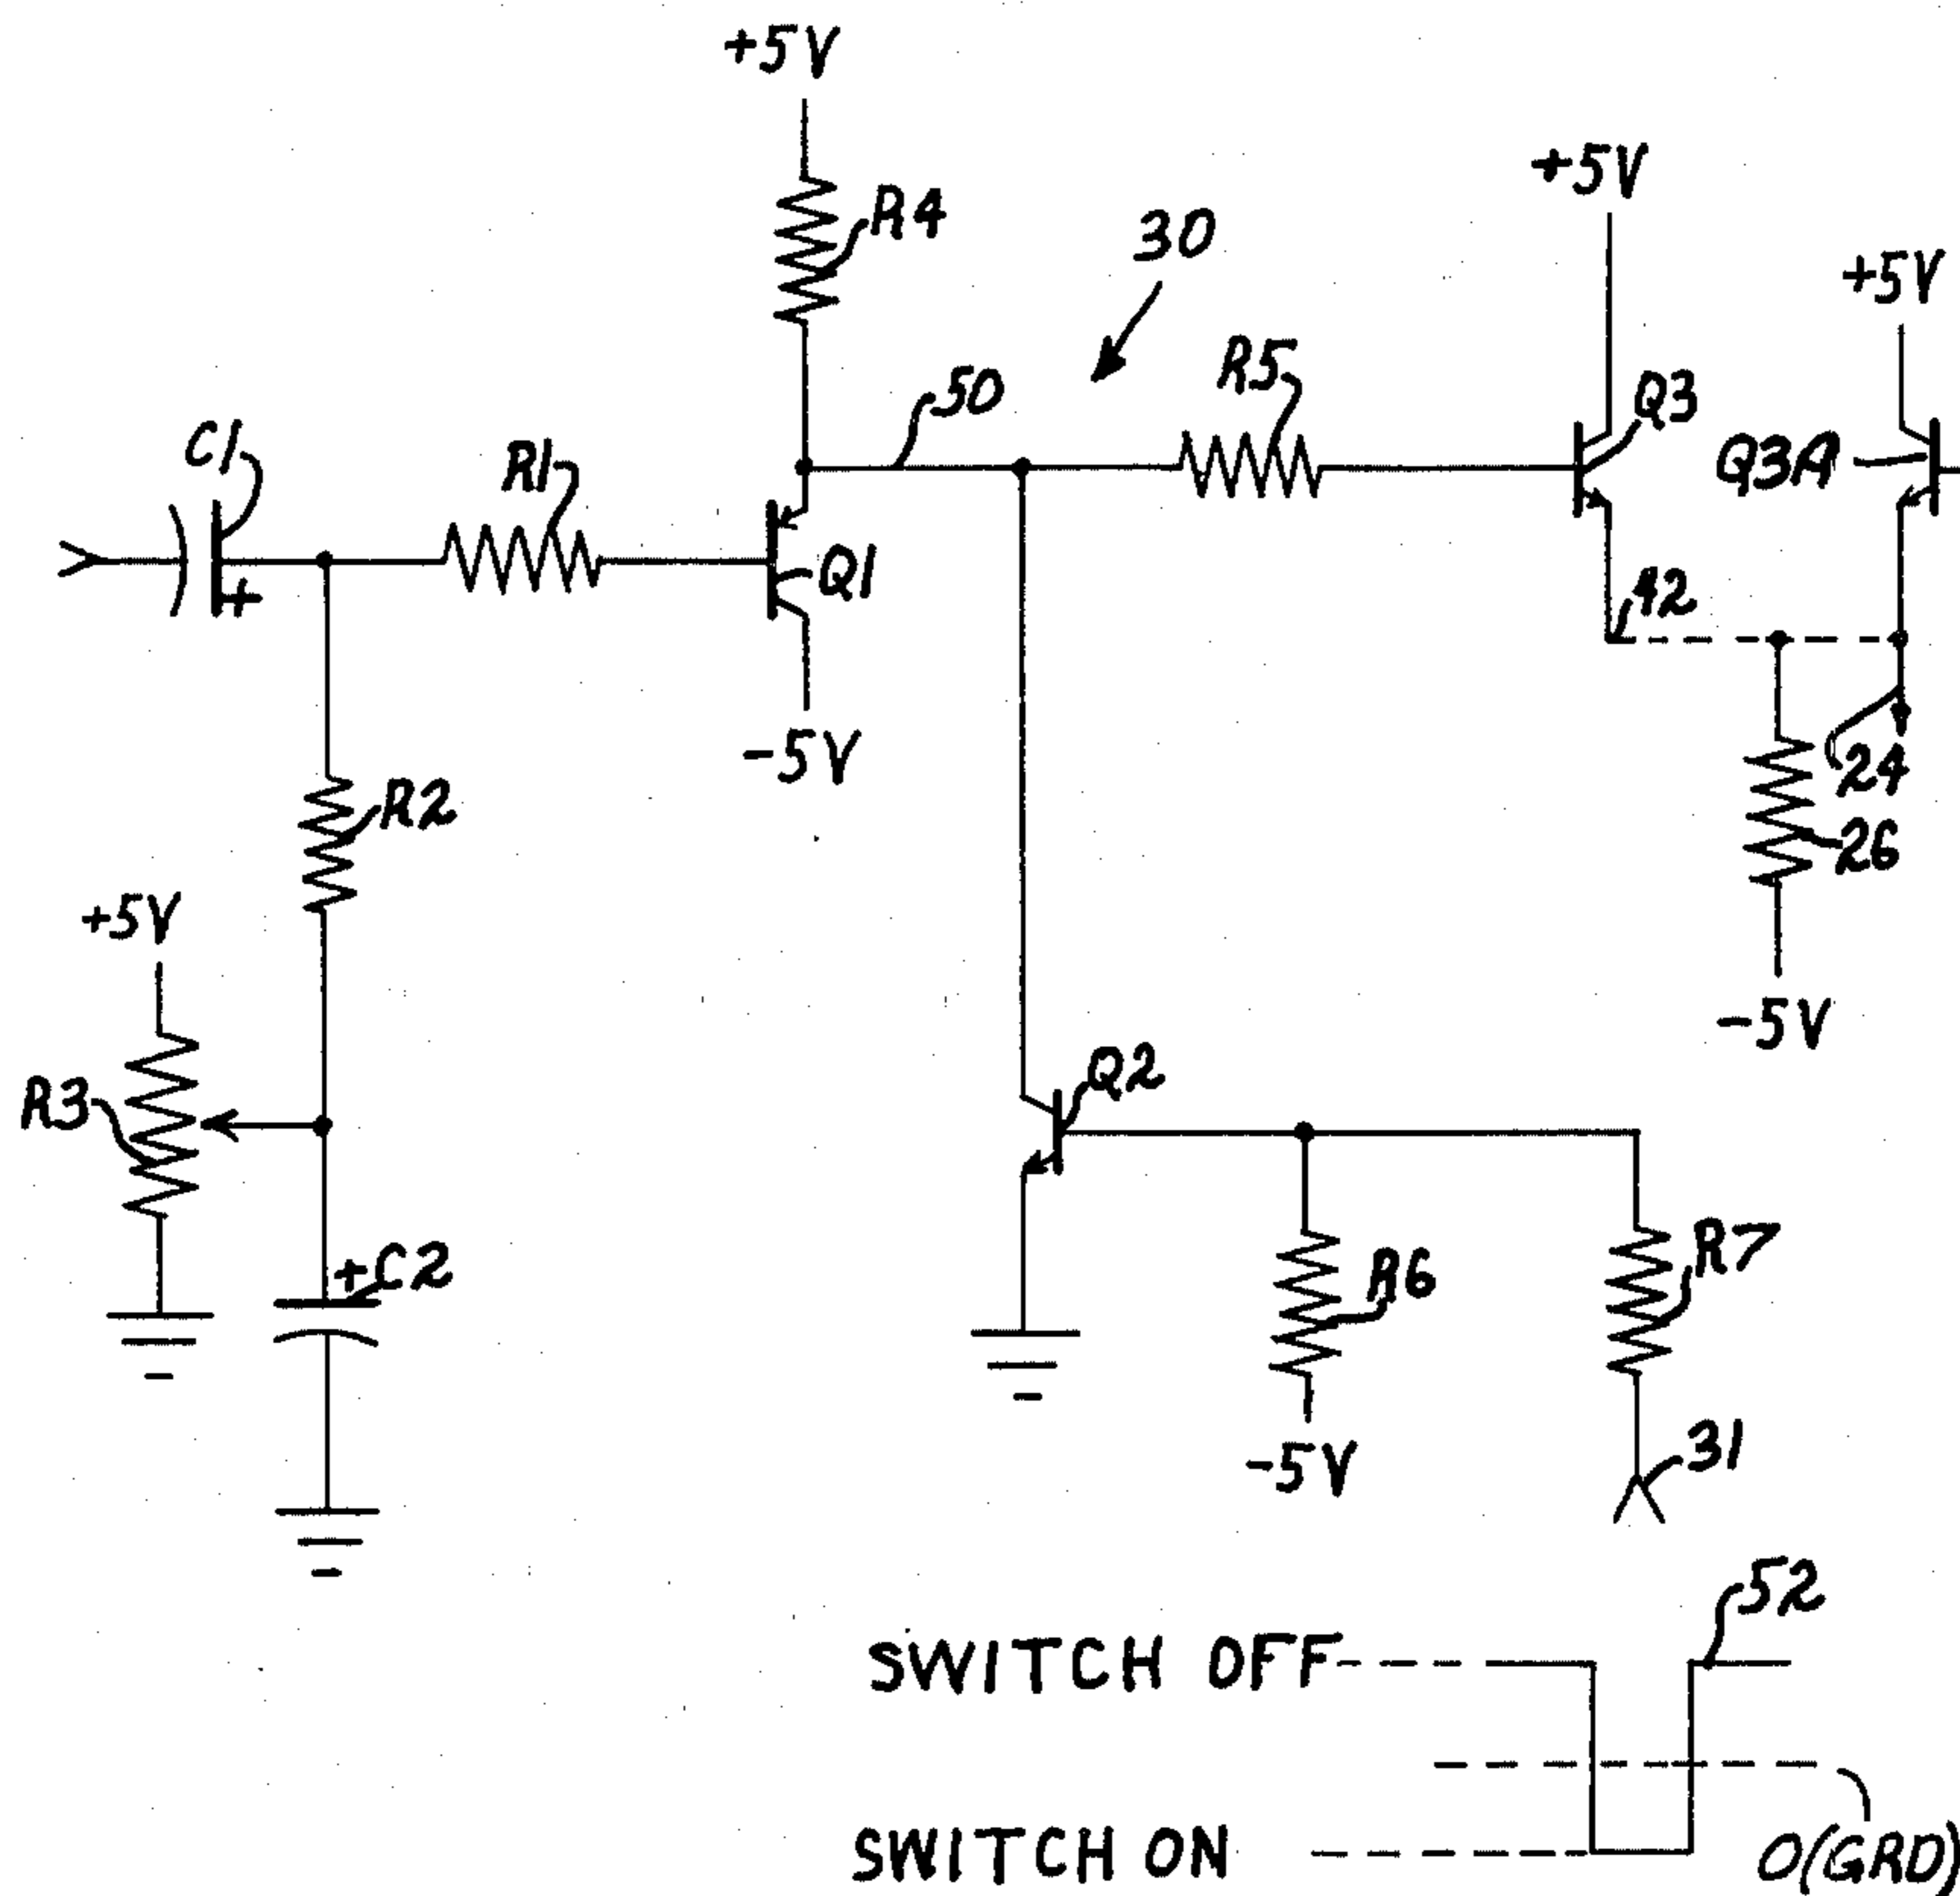 +5V
R4
30
+5V
+5V
C1
R1
50
R5
Q3
Q3A
Q1
42
-5V
R2
24
26
+5V
-5V
R3
Q2
+C2
R6
R7
-5V
31
52
SWITCH OFF
SWITCH ON
0(GRD)
+